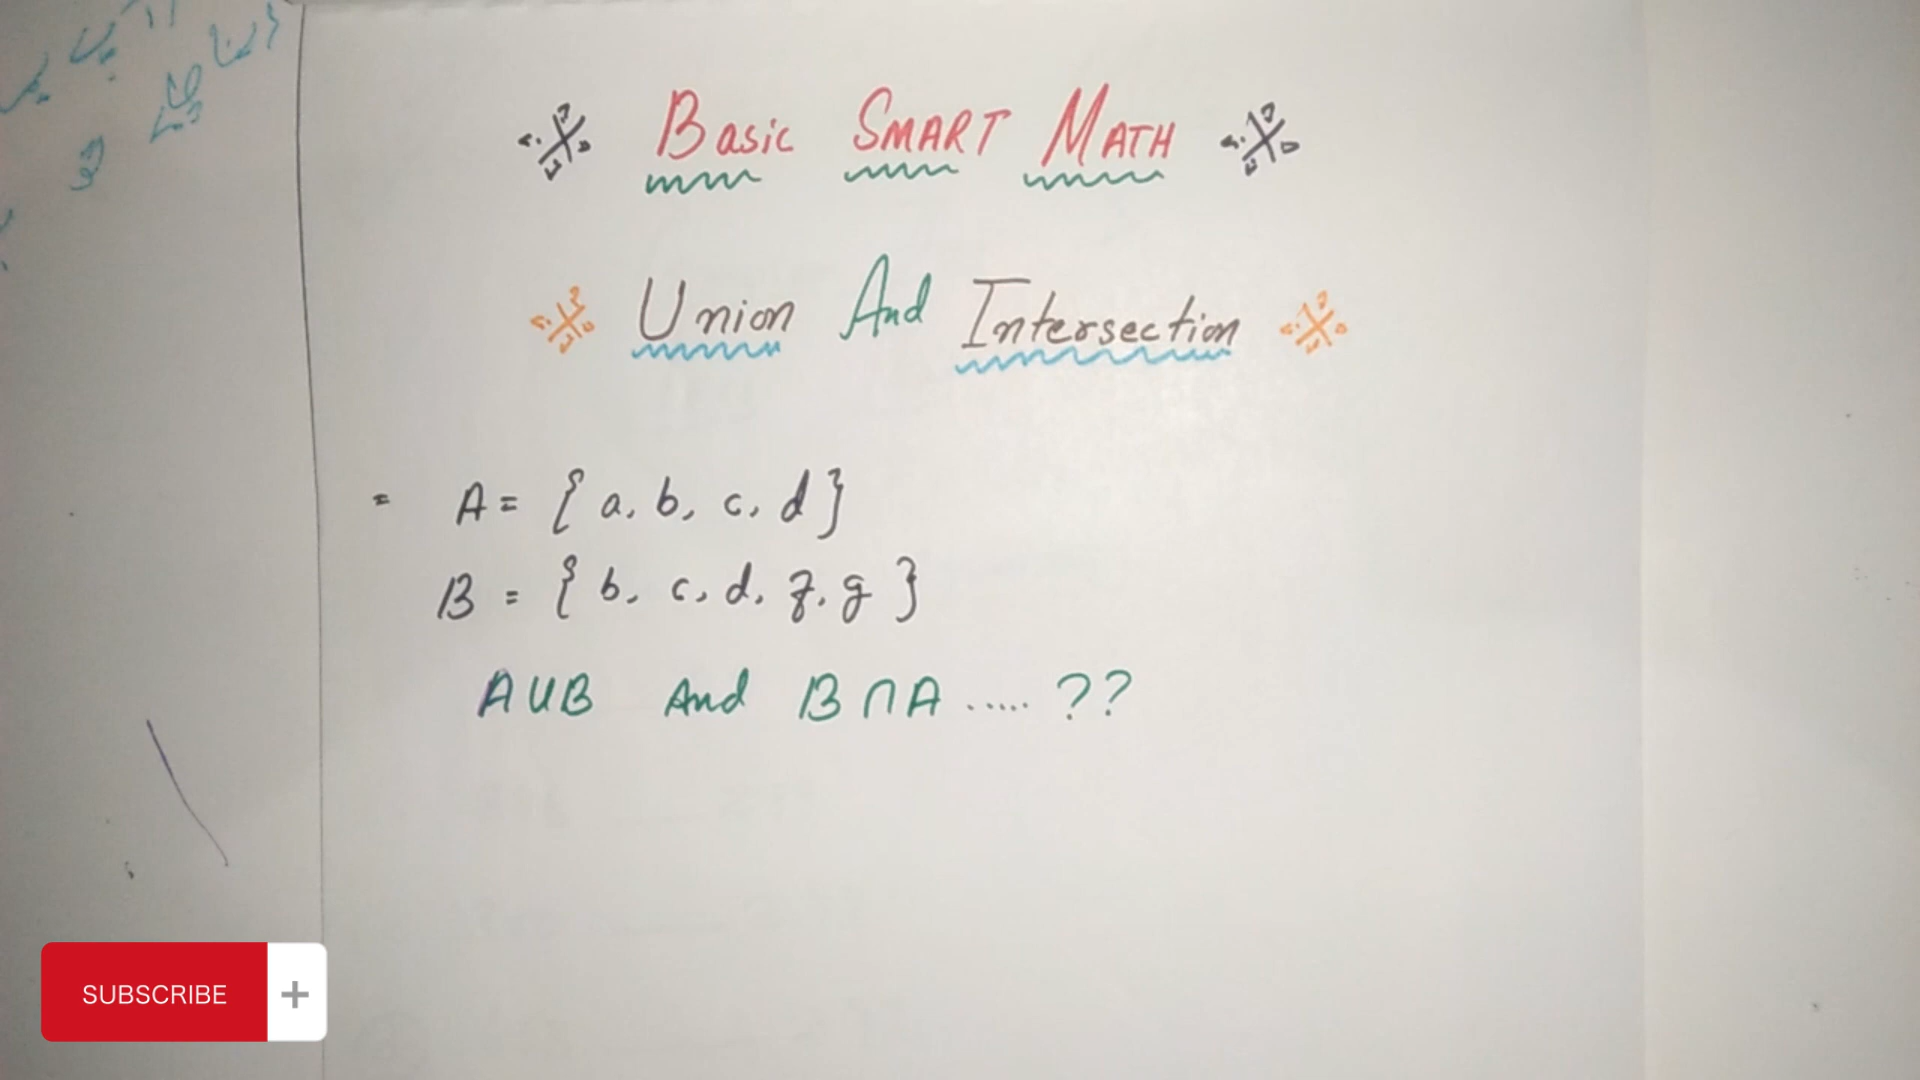 Basic SMART MATH
Union And Intersection
= A = { a, b, c, d }
B = { b, c, d, f, g }
A∪B And B∩A ..... ??
SUBSCRIBE +